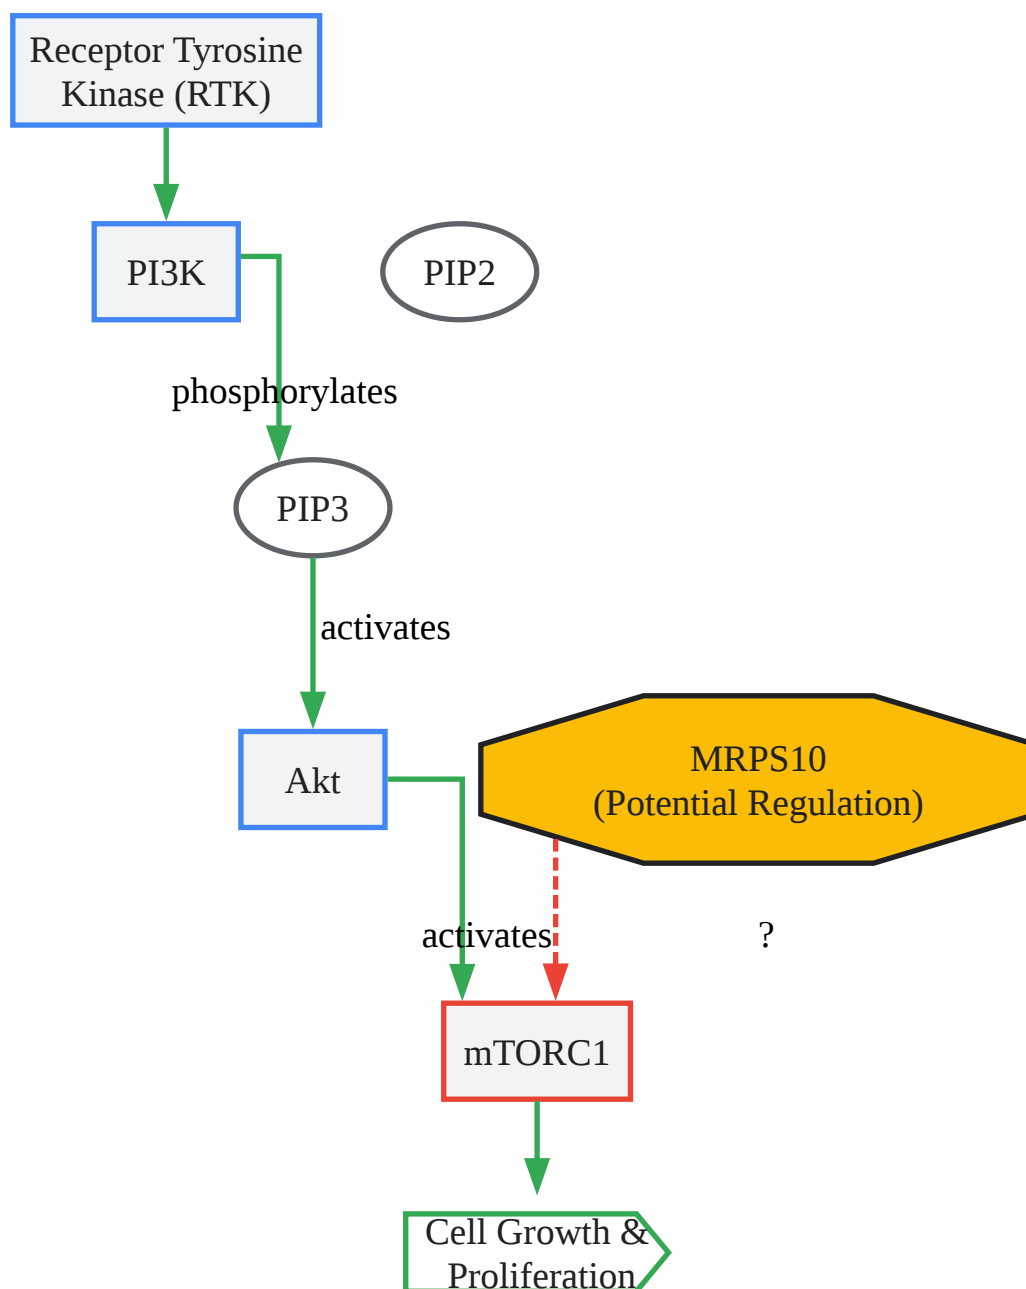 Receptor Tyrosine
Kinase (RTK)
PI3K
PIP2
phosphorylates
PIP3
activates
Akt
MRPS10
(Potential Regulation)
activates
?
mTORC1
Cell Growth &
Proliferation